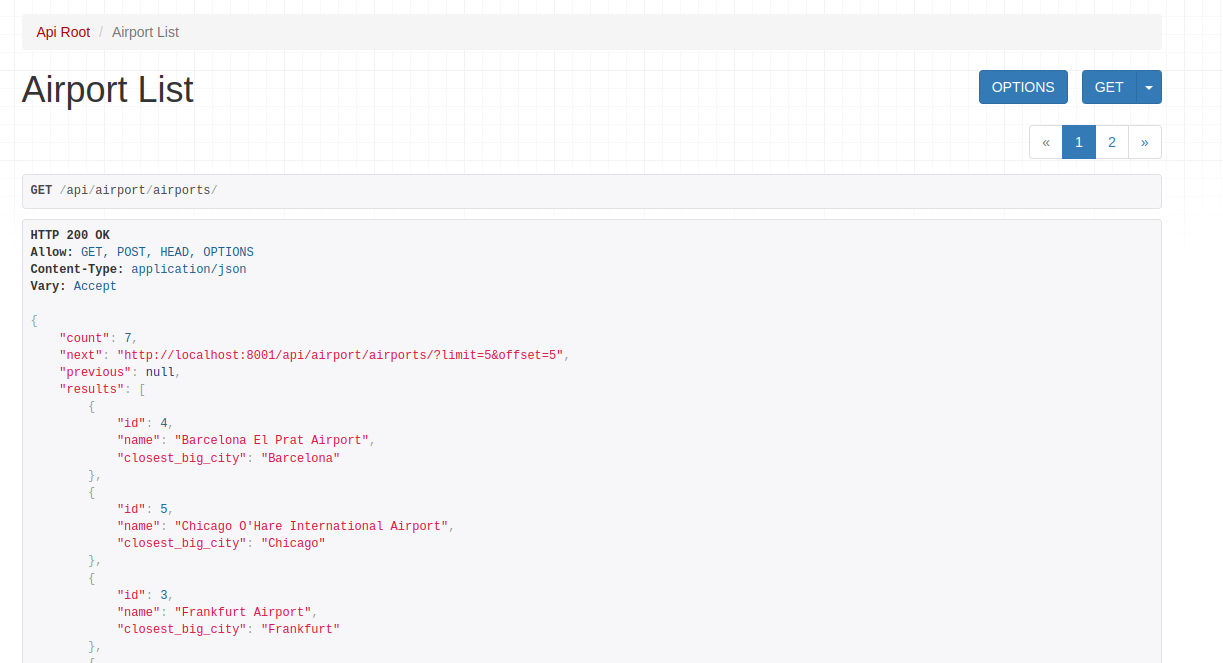 Api Root / Airport List
Airport List
OPTIONS
GET
« 1 2 »
GET /api/airport/airports/
HTTP 200 OK
Allow: GET, POST, HEAD, OPTIONS
Content-Type: application/json
Vary: Accept
{
"count": 7,
"next": "http://localhost:8001/api/airport/airports/?limit=5&offset=5",
"previous": null,
"results": [
{
"id": 4,
"name": "Barcelona El Prat Airport",
"closest_big_city": "Barcelona"
},
{
"id": 5,
"name": "Chicago O'Hare International Airport",
"closest_big_city": "Chicago"
},
{
"id": 3,
"name": "Frankfurt Airport",
"closest_big_city": "Frankfurt"
},
{